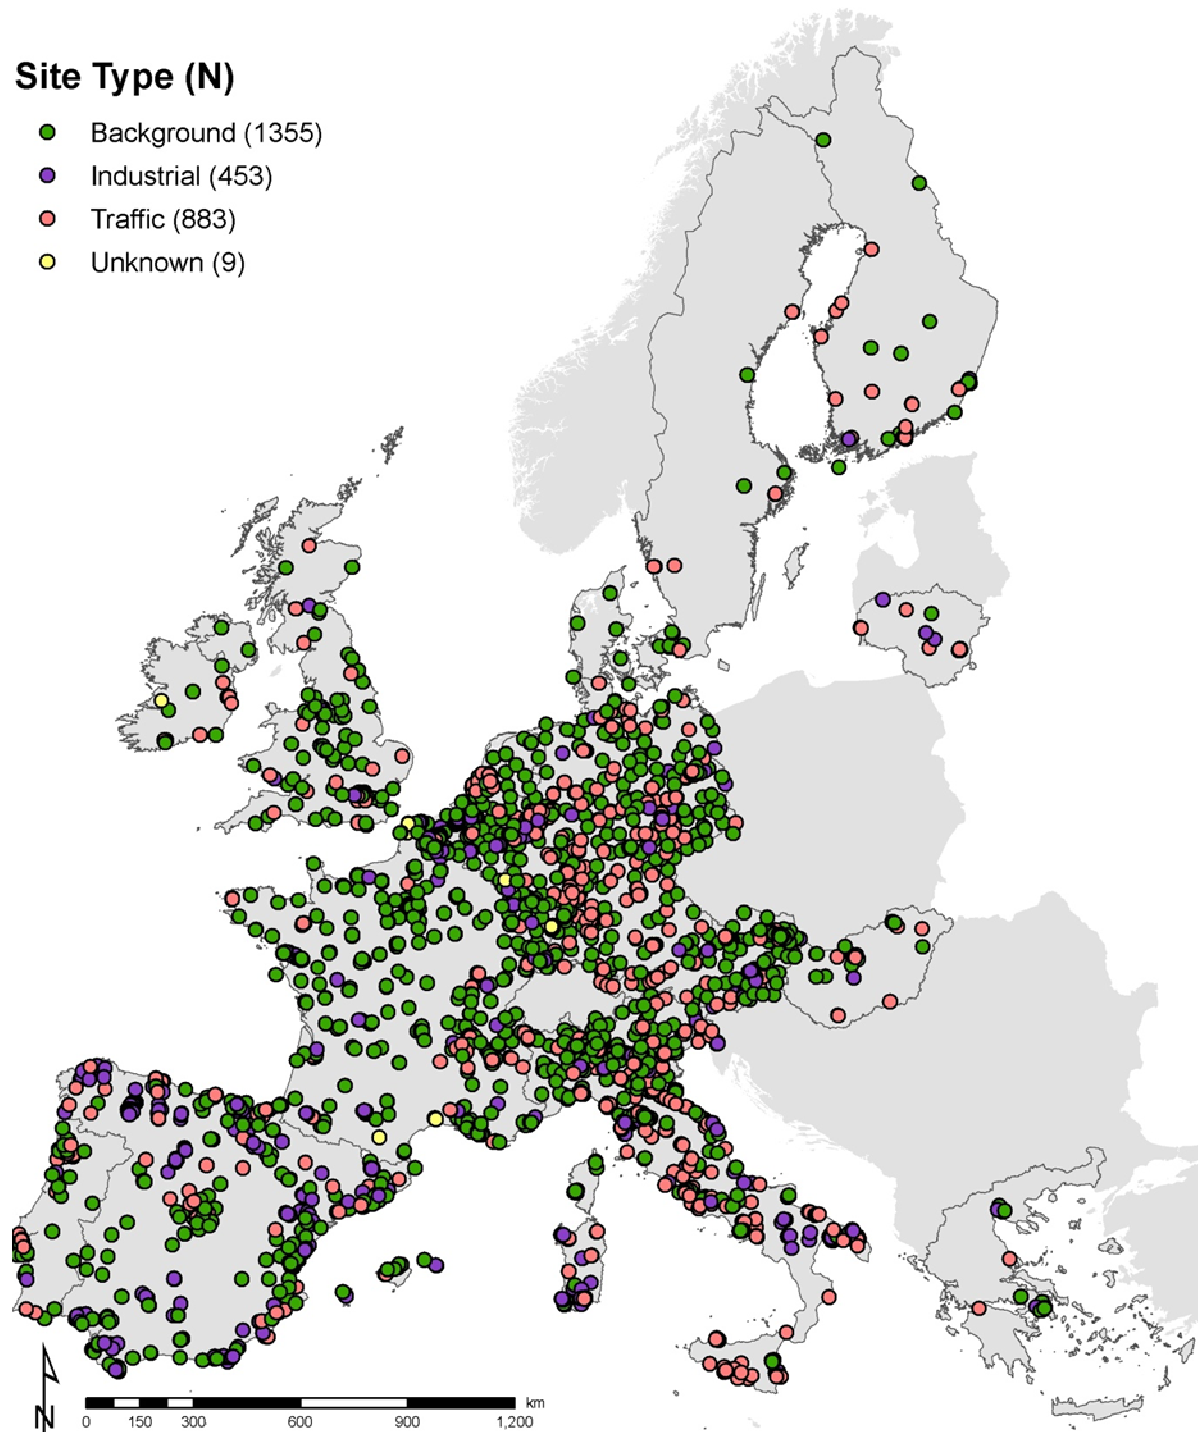 Site Type (N)
Background (1355)
Industrial (453)
Traffic (883)
Unknown (9)
N
km
0 150 300 600 900 1,200